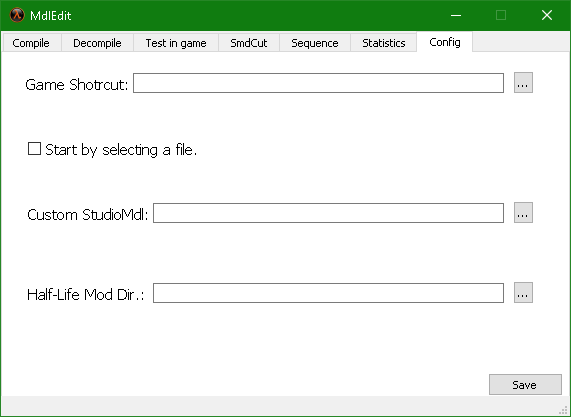 MdlEdit
Compile Decompile Test in game SmdCut Sequence Statistics Config
Game Shotrcut: ...
Start by selecting a file.
Custom StudioMdl: ...
Half-Life Mod Dir.: ...
Save